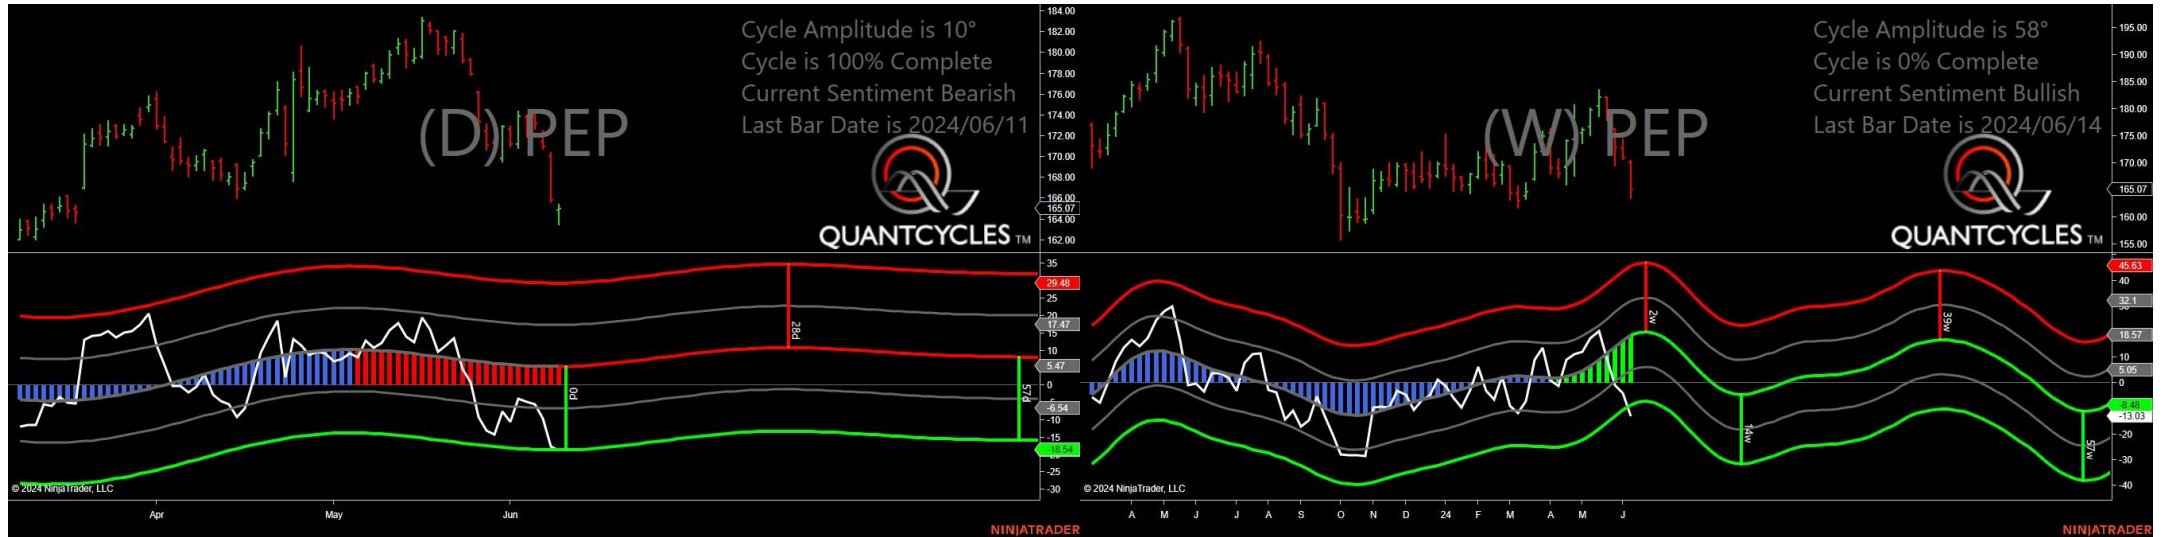 Cycle Amplitude is 10°
Cycle is 100% Complete
Current Sentiment Bearish
Last Bar Date is 2024/06/11
(D) PEP
QUANTCYCLES TM
184.00
182.00
180.00
178.00
176.00
174.00
172.00
170.00
168.00
166.00
165.07
164.00
162.00
35
29.48
25
20
17.47
15
10
5.47
0
-6.54
-10
-15
-18.54
-25
-30
28d
0d
57d
© 2024 NinjaTrader, LLC
Apr
May
Jun
NINJATRADER
Cycle Amplitude is 58°
Cycle is 0% Complete
Current Sentiment Bullish
Last Bar Date is 2024/06/14
(W) PEP
QUANTCYCLES TM
195.00
190.00
185.00
180.00
175.00
170.00
165.07
160.00
155.00
45.63
40
32.1
18.57
10
5.05
0
-8.48
-13.03
-20
-30
-40
2w
14w
39w
57w
© 2024 NinjaTrader, LLC
A M J J A S O N D 24 F M A M J
NINJATRADER